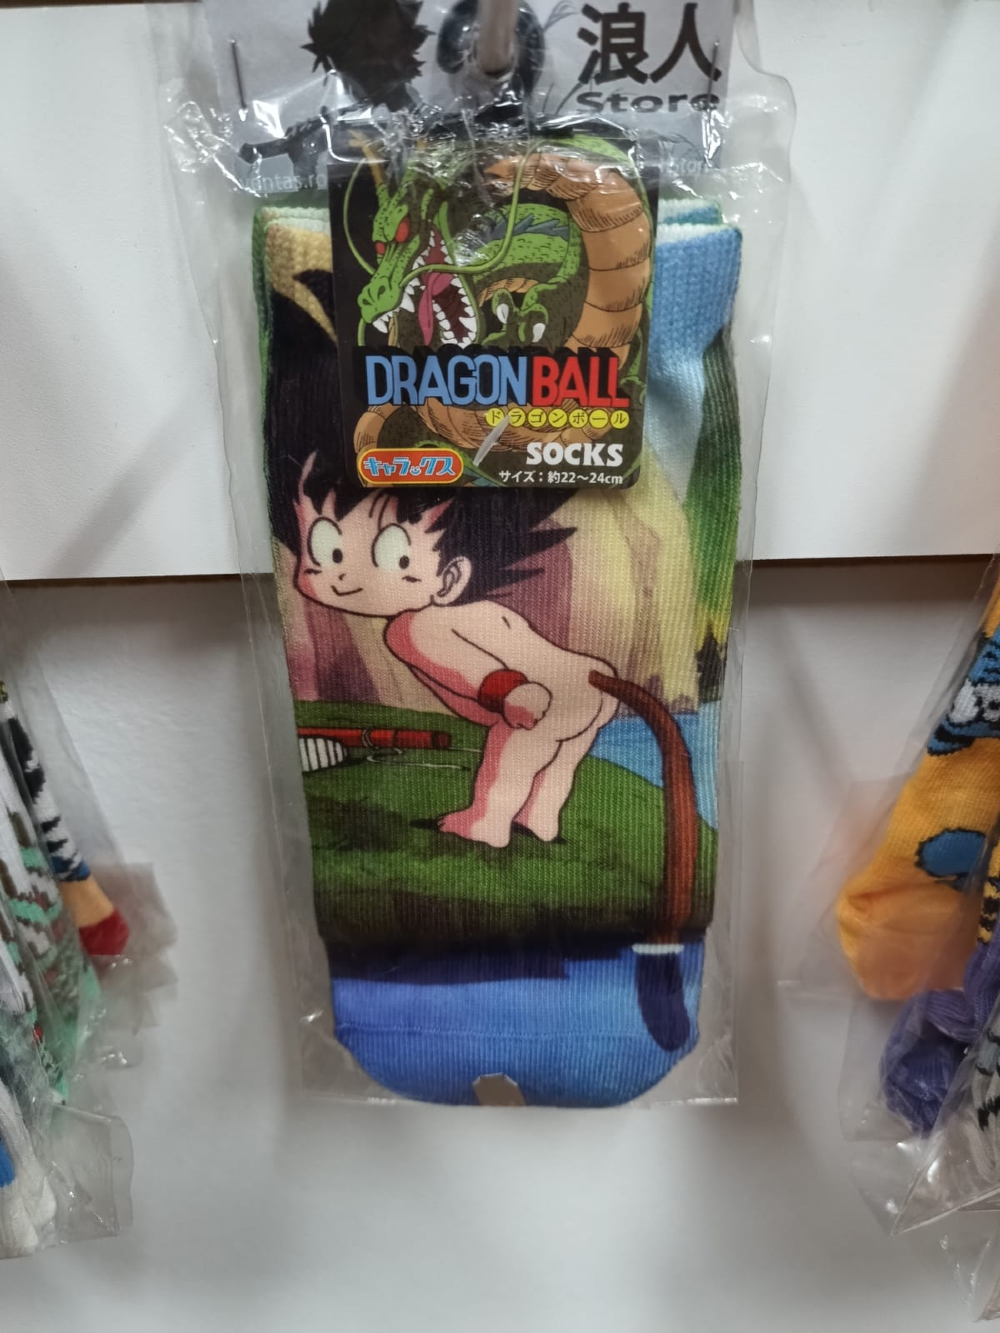 浪人
Store
DRAGON BALL
ドラゴンボール
SOCKS
キャラックス
サイズ：約22～24cm